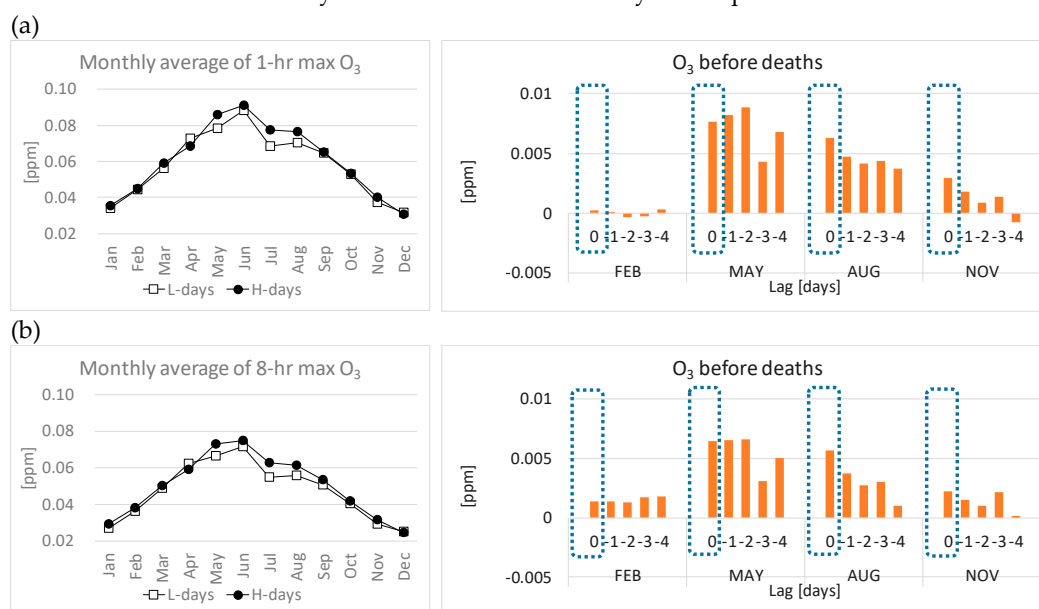 (a)
Monthly average of 1-hr max O3
[ppm]
0.10
0.08
0.06
0.04
0.02
Jan Feb Mar Apr May Jun Jul Aug Sep Oct Nov Dec
L-days H-days
O3 before deaths
[ppm]
0.01
0.005
0
-0.005
0 -1 -2 -3 -4 0 -1 -2 -3 -4 0 -1 -2 -3 -4 0 -1 -2 -3 -4
FEB MAY AUG NOV
Lag [days]
(b)
Monthly average of 8-hr max O3
[ppm]
0.10
0.08
0.06
0.04
0.02
Jan Feb Mar Apr May Jun Jul Aug Sep Oct Nov Dec
L-days H-days
O3 before deaths
[ppm]
0.01
0.005
0
-0.005
0 -1 -2 -3 -4 0 -1 -2 -3 -4 0 -1 -2 -3 -4 0 -1 -2 -3 -4
FEB MAY AUG NOV
Lag [days]